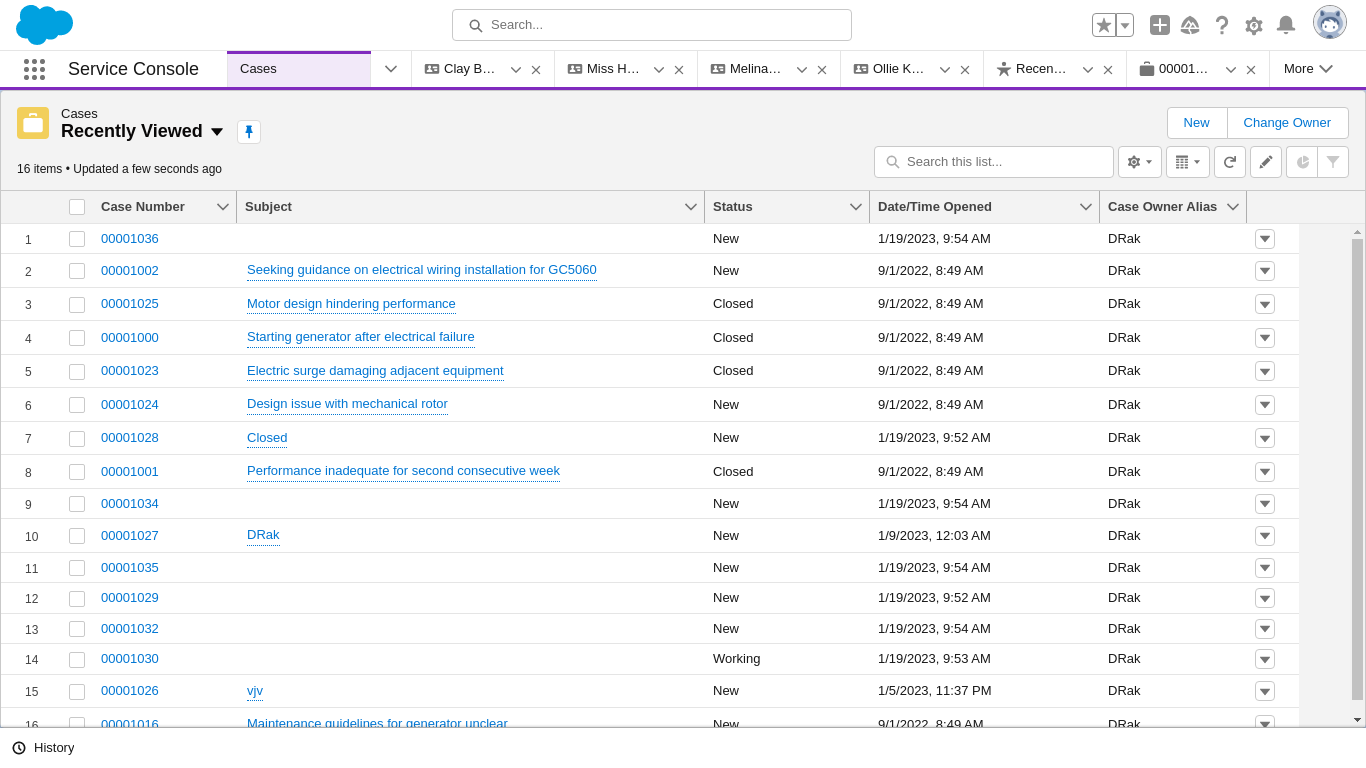 Search...
Service Console
Cases
Clay B…
Miss H…
Melina…
Ollie K…
Recen…
00001…
More
Cases
Recently Viewed
New
Change Owner
16 items • Updated a few seconds ago
Search this list...
Case Number Subject Status Date/Time Opened Case Owner Alias
1 00001036 New 1/19/2023, 9:54 AM DRak
2 00001002 Seeking guidance on electrical wiring installation for GC5060 New 9/1/2022, 8:49 AM DRak
3 00001025 Motor design hindering performance Closed 9/1/2022, 8:49 AM DRak
4 00001000 Starting generator after electrical failure Closed 9/1/2022, 8:49 AM DRak
5 00001023 Electric surge damaging adjacent equipment Closed 9/1/2022, 8:49 AM DRak
6 00001024 Design issue with mechanical rotor New 9/1/2022, 8:49 AM DRak
7 00001028 Closed New 1/19/2023, 9:52 AM DRak
8 00001001 Performance inadequate for second consecutive week Closed 9/1/2022, 8:49 AM DRak
9 00001034 New 1/19/2023, 9:54 AM DRak
10 00001027 DRak New 1/9/2023, 12:03 AM DRak
11 00001035 New 1/19/2023, 9:54 AM DRak
12 00001029 New 1/19/2023, 9:52 AM DRak
13 00001032 New 1/19/2023, 9:54 AM DRak
14 00001030 Working 1/19/2023, 9:53 AM DRak
15 00001026 vjv New 1/5/2023, 11:37 PM DRak
16 00001016 Maintenance guidelines for generator unclear New 9/1/2022, 8:49 AM DRak
History